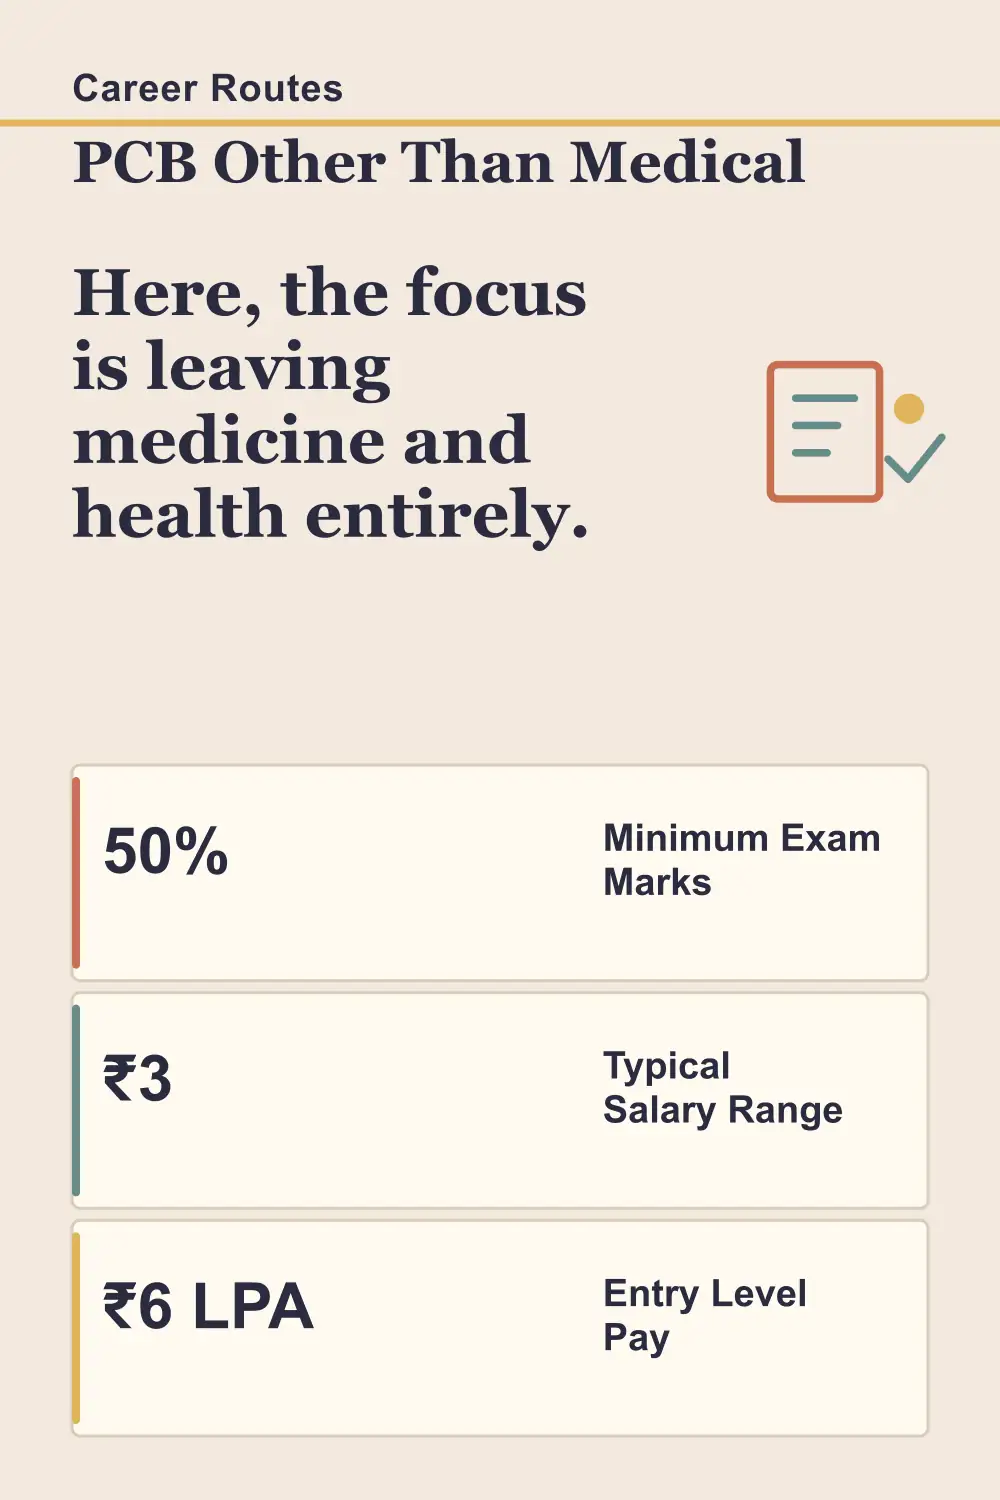 Career Routes
PCB Other Than Medical
Here, the focus
is leaving
medicine and
health entirely.
50%
Minimum Exam
Marks
₹3
Typical
Salary Range
₹6 LPA
Entry Level
Pay